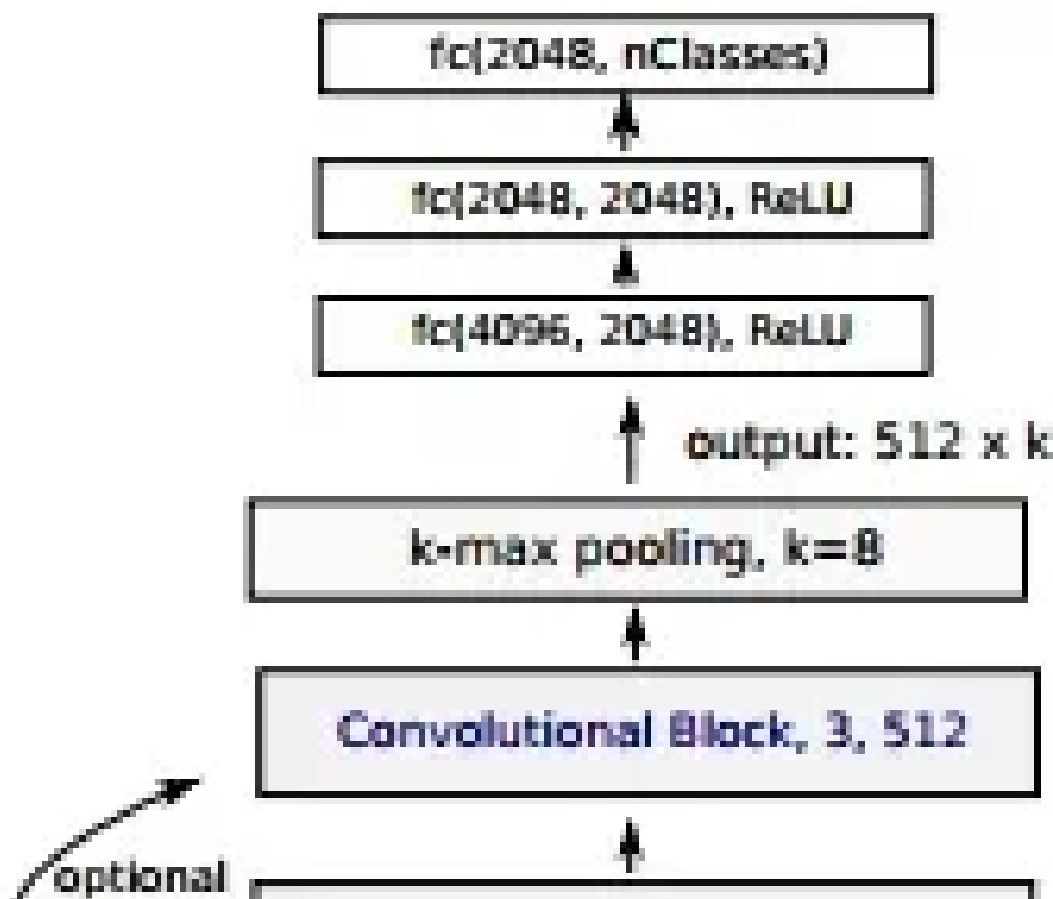 fc(2048, nClasses)
fc(2048, 2048), ReLU
fc(4096, 2048), ReLU
output: 512 x k
k-max pooling, k=8
Convolutional Block, 3, 512
optional